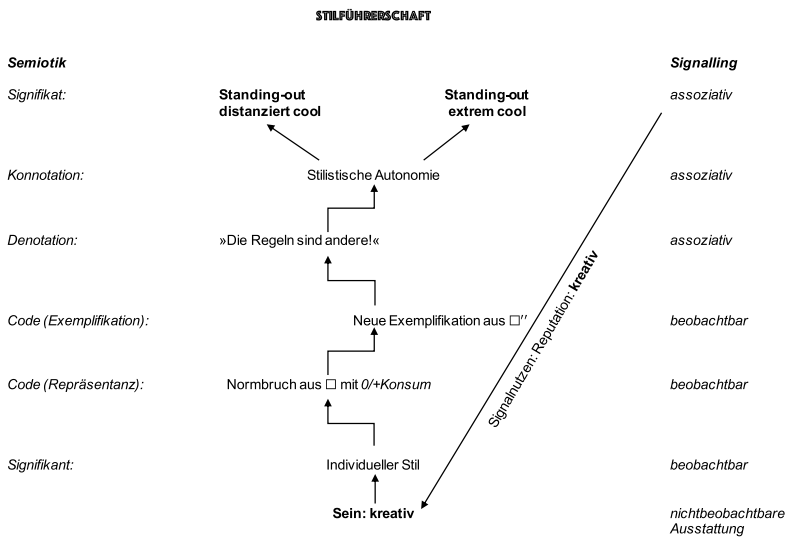 STILFÜHRERSCHAFT
Semiotik
Signalling
Signifikat:
Standing-out
distanziert cool
Standing-out
extrem cool
assoziativ
Konnotation:
Stilistische Autonomie
assoziativ
Denotation:
»Die Regeln sind andere!«
assoziativ
Code (Exemplifikation):
Neue Exemplifikation aus □′′
beobachtbar
Code (Repräsentanz):
Normbruch aus □ mit 0/+Konsum
beobachtbar
Signalnutzen: Reputation: kreativ
Signifikant:
Individueller Stil
beobachtbar
Sein: kreativ
nichtbeobachtbare
Ausstattung